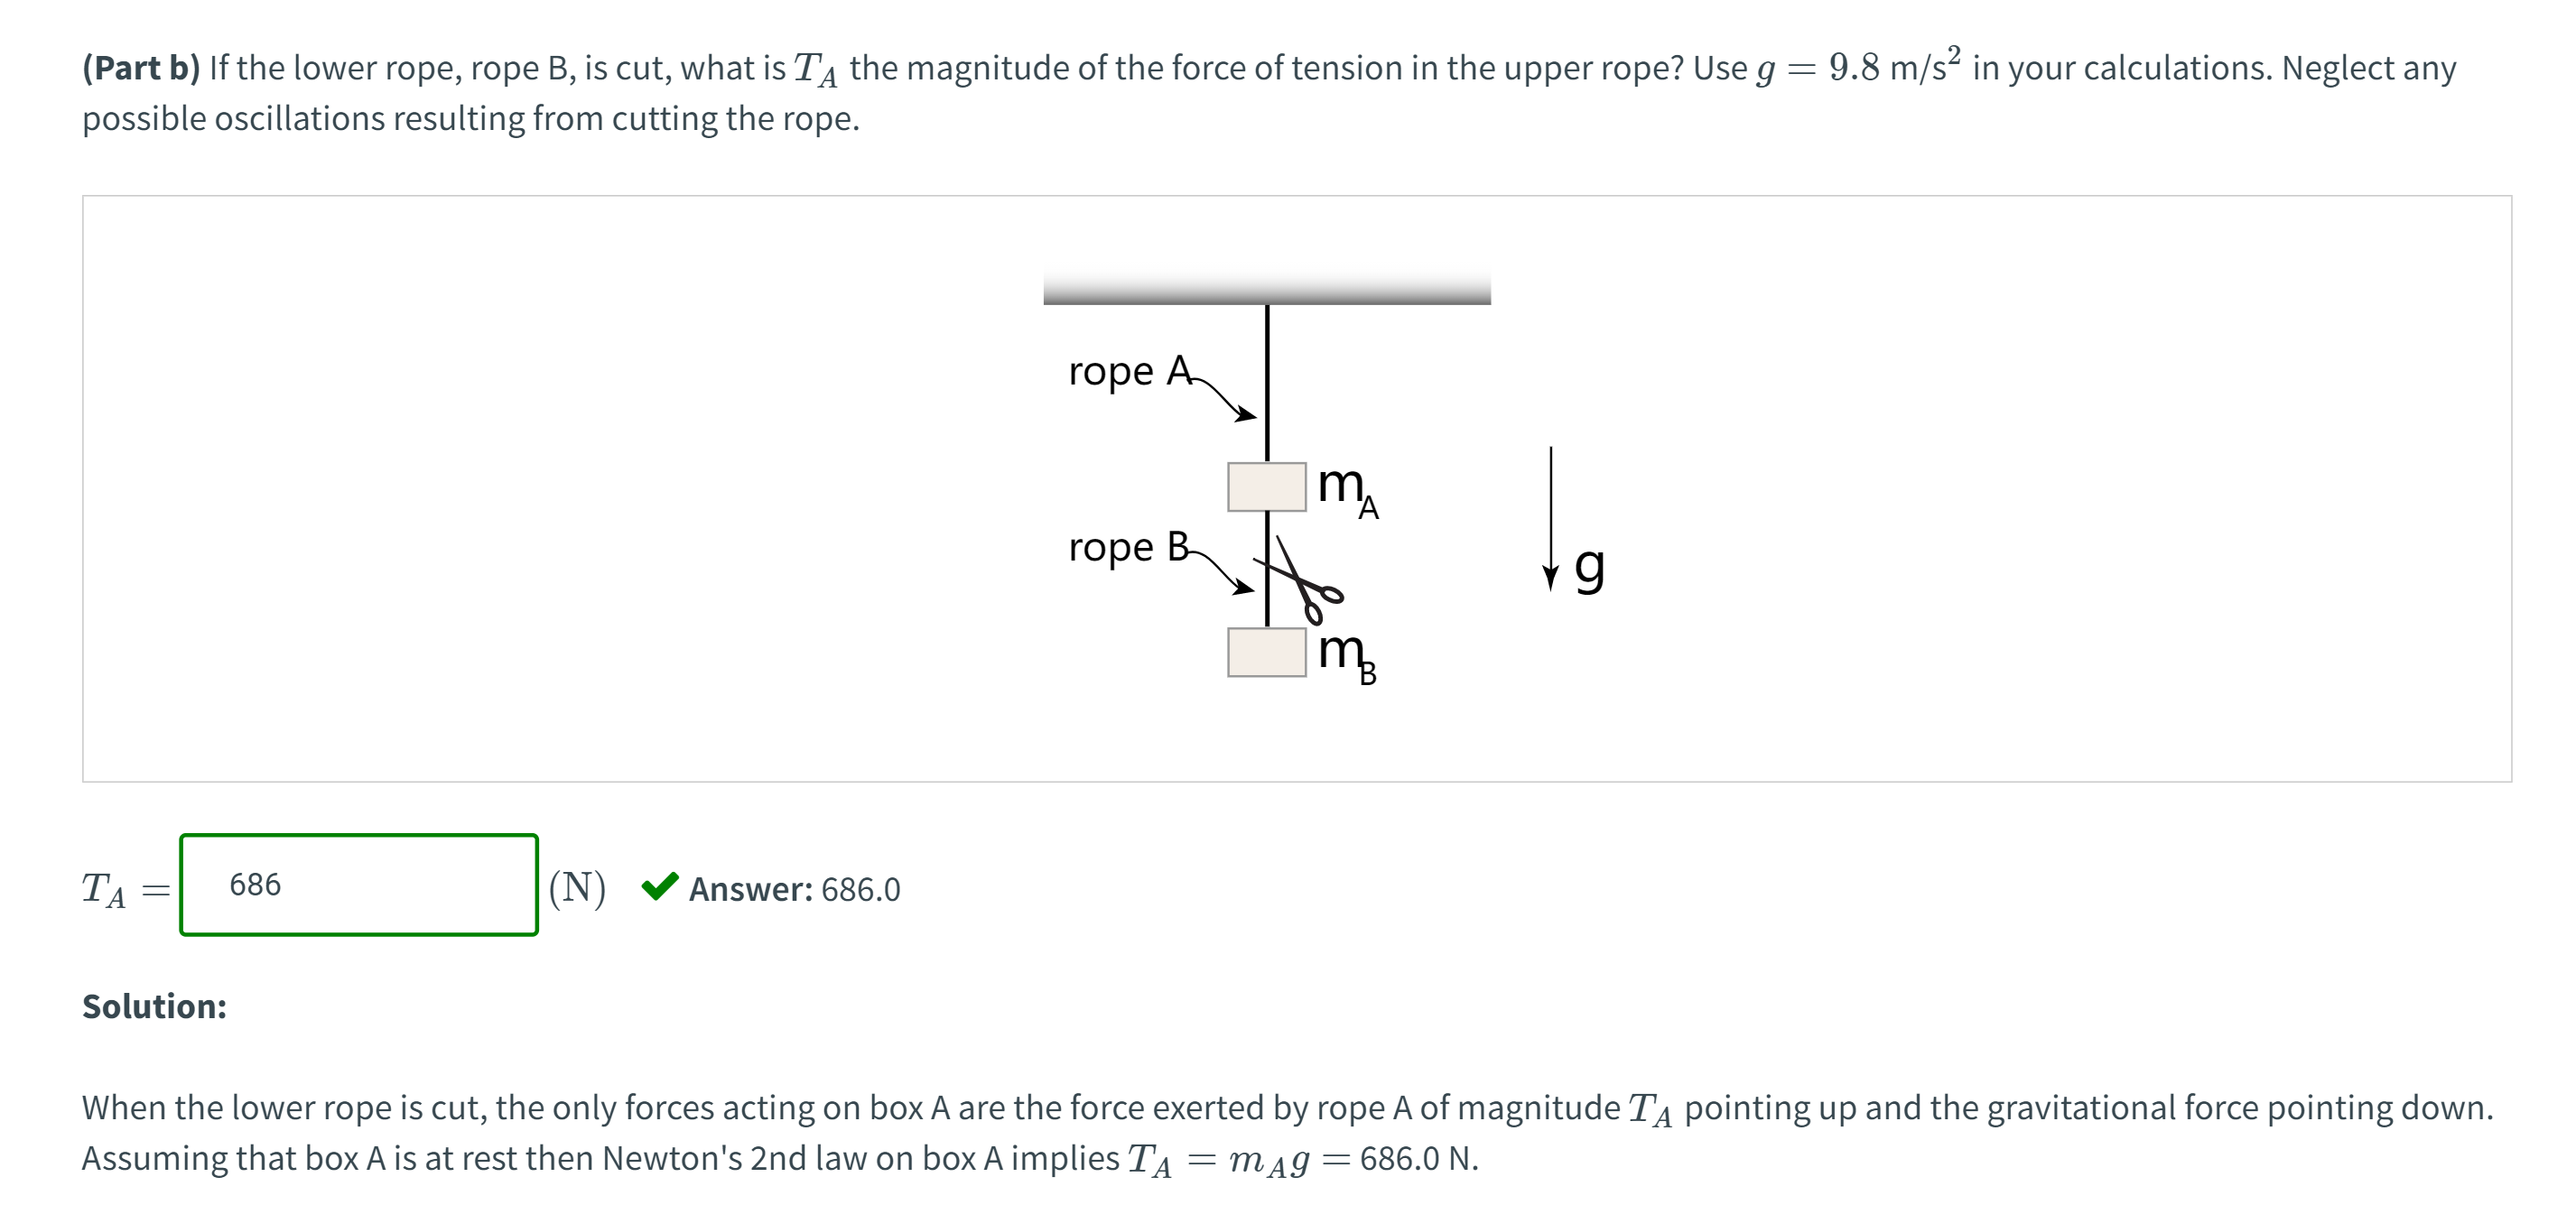 (Part b) If the lower rope, rope B, is cut, what is T_A the magnitude of the force of tension in the upper rope? Use g = 9.8 m/s² in your calculations. Neglect any
possible oscillations resulting from cutting the rope.
rope A
m_A
rope B
g
m_B
T_A = 686 (N) ✔ Answer: 686.0
Solution:
When the lower rope is cut, the only forces acting on box A are the force exerted by rope A of magnitude T_A pointing up and the gravitational force pointing down.
Assuming that box A is at rest then Newton's 2nd law on box A implies T_A = m_A g = 686.0 N.